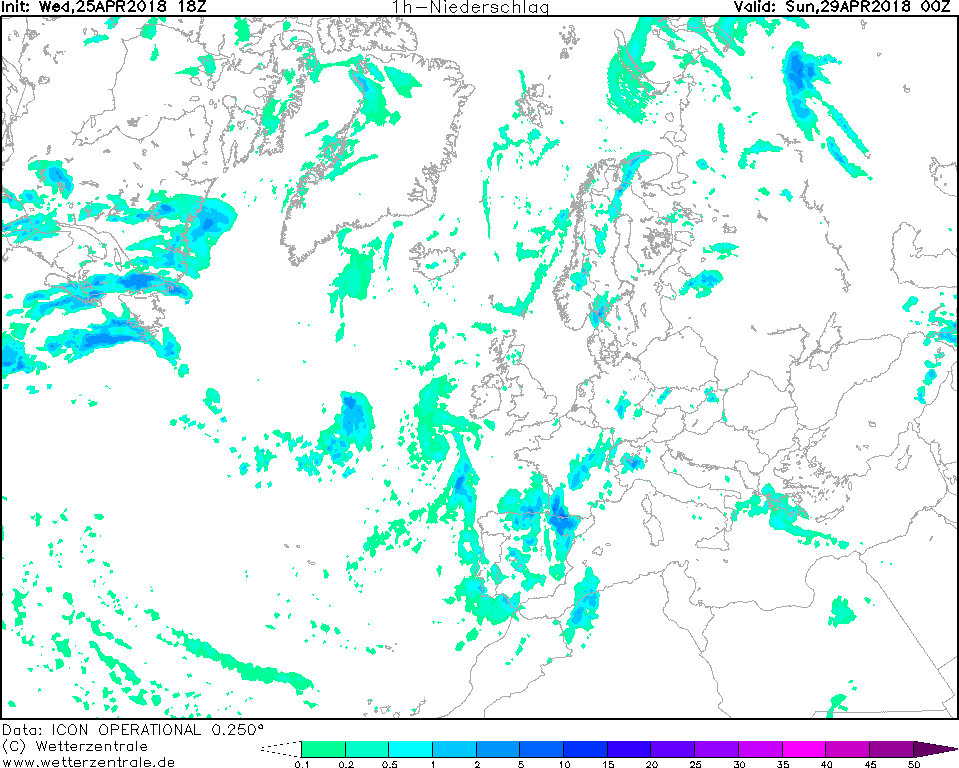 Init: Wed,25APR2018 18Z 1h-Niederschlag Valid: Sun,29APR2018 00Z
Data: ICON OPERATIONAL 0.250°
(C) Wetterzentrale
www.wetterzentrale.de
0.1 0.2 0.5 1 2 5 10 15 20 25 30 35 40 45 50